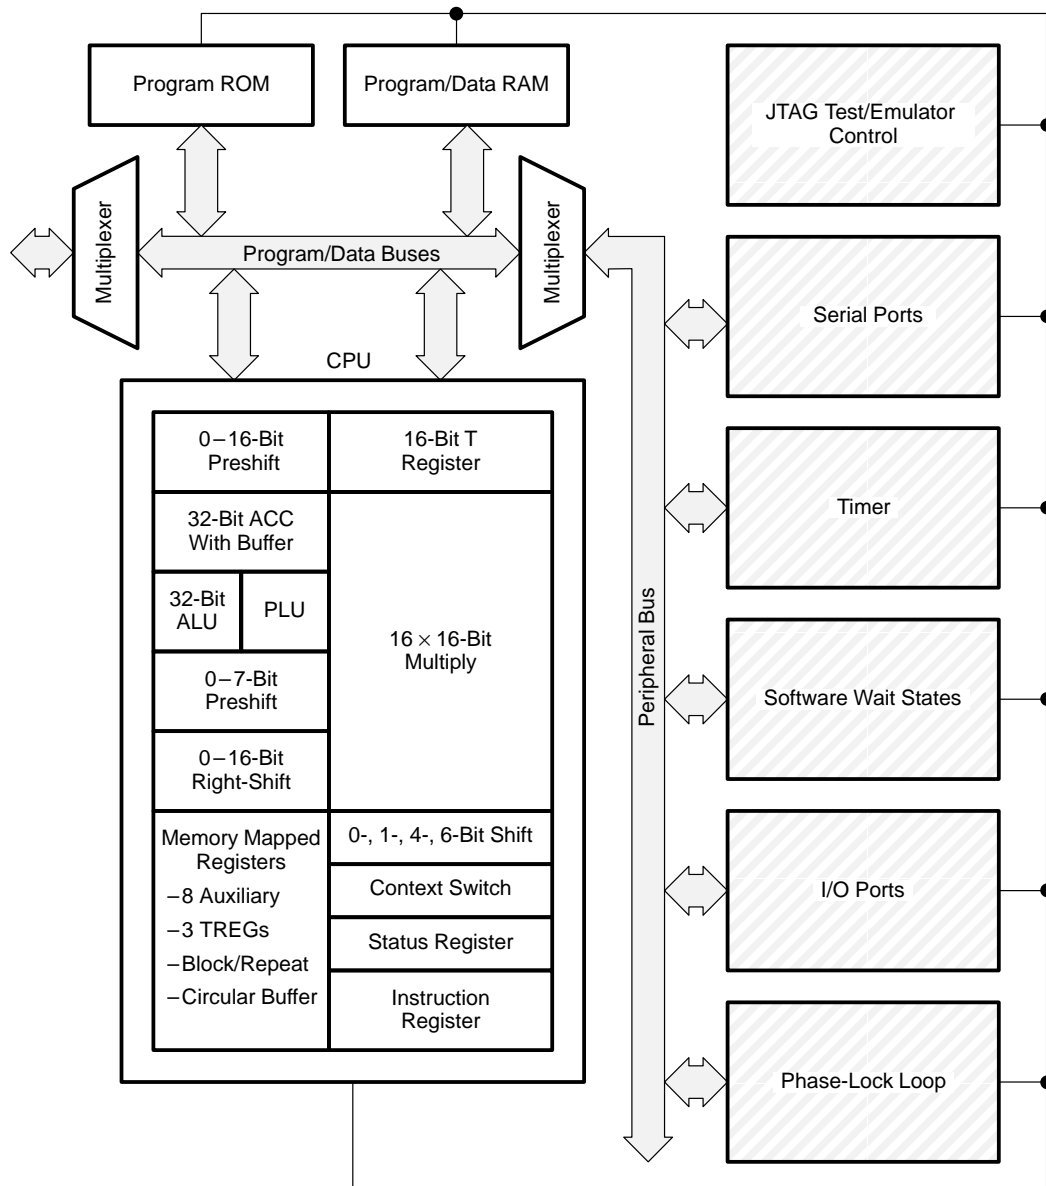 Program ROM
Program/Data RAM
JTAG Test/Emulator
Control
Multiplexer
Program/Data Buses
Multiplexer
Serial Ports
CPU
0–16-Bit
Preshift
16-Bit T
Register
32-Bit ACC
With Buffer
Timer
32-Bit
ALU
PLU
16 × 16-Bit
Multiply
Peripheral Bus
0–7-Bit
Preshift
Software Wait States
0–16-Bit
Right-Shift
Memory Mapped
Registers
–8 Auxiliary
–3 TREGs
–Block/Repeat
–Circular Buffer
0-, 1-, 4-, 6-Bit Shift
Context Switch
Status Register
Instruction
Register
I/O Ports
Phase-Lock Loop